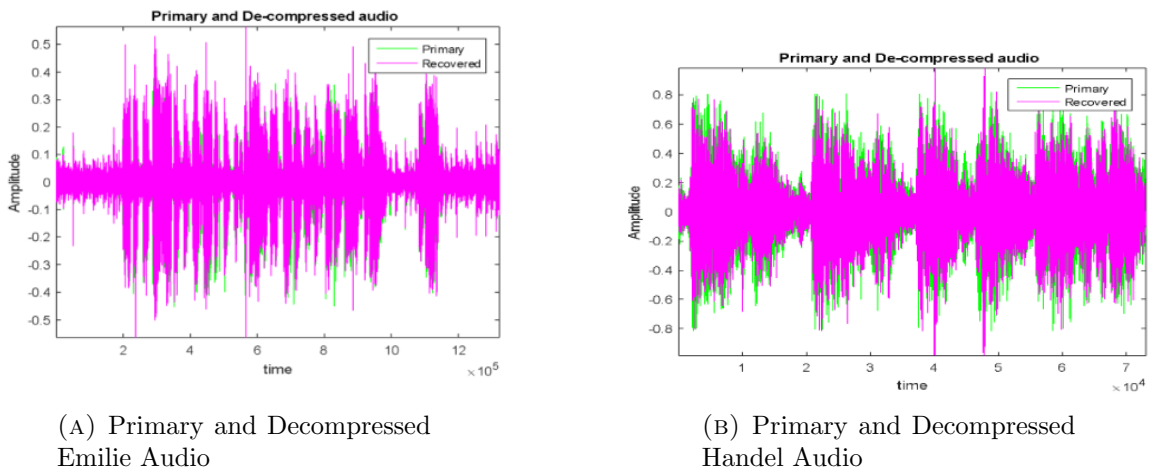 Primary and De-compressed audio
0.5
0.4
0.3
0.2
0.1
0
-0.1
-0.2
-0.3
-0.4
-0.5
Amplitude
Primary
Recovered
2
4
6
8
10
12
×10⁵
time
(A) Primary and Decompressed
Emilie Audio
Primary and De-compressed audio
0.8
0.6
0.4
0.2
0
-0.2
-0.4
-0.6
-0.8
Amplitude
Primary
Recovered
1
2
3
4
5
6
7
×10⁴
time
(B) Primary and Decompressed
Handel Audio